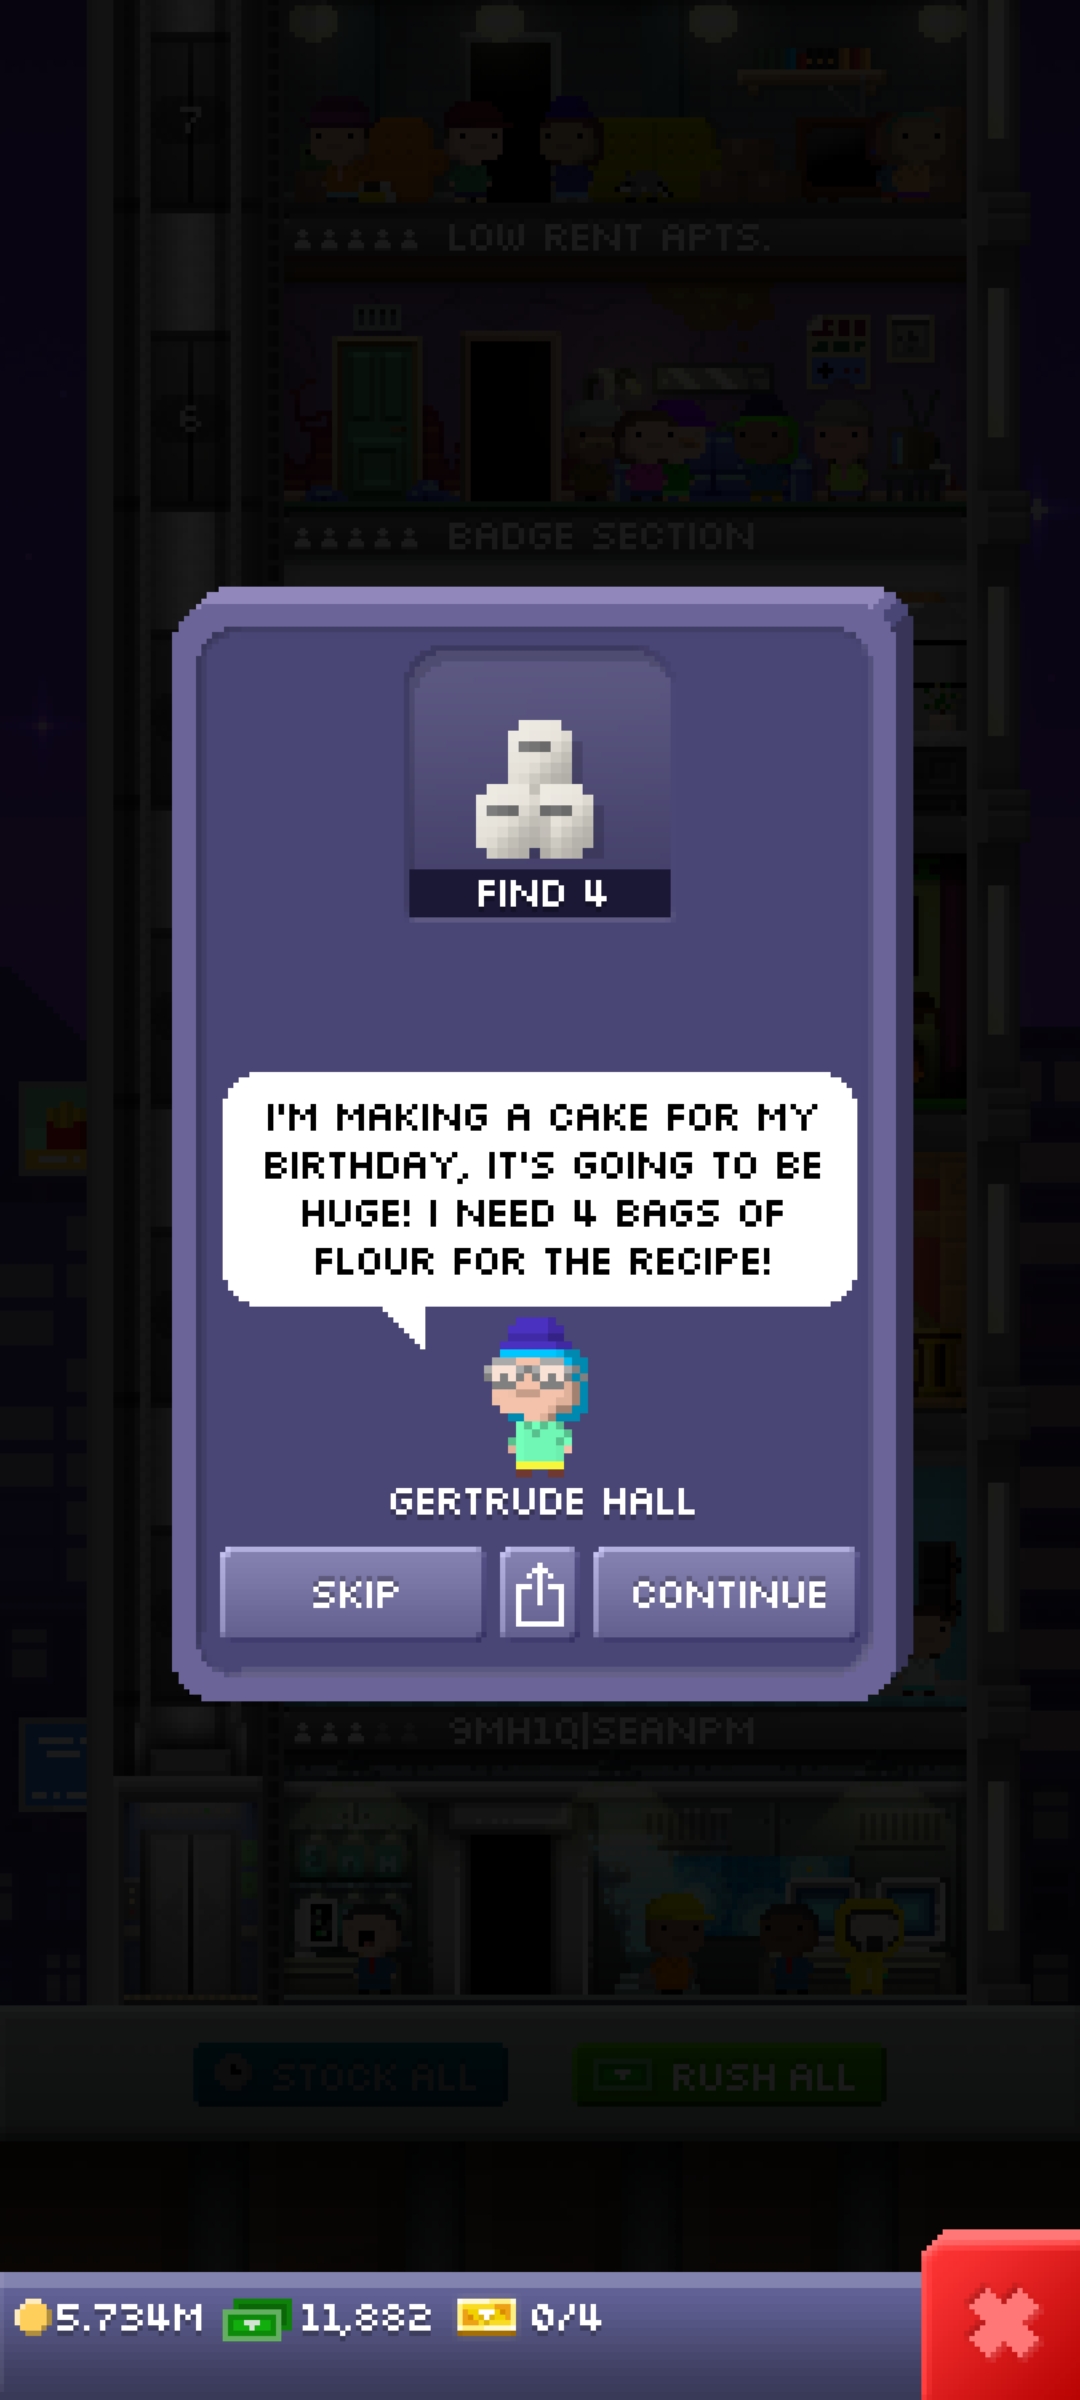 7
LOW RENT APTS.
6
BADGE SECTION
FIND 4
I'M MAKING A CAKE FOR MY
BIRTHDAY, IT'S GOING TO BE
HUGE! I NEED 4 BAGS OF
FLOUR FOR THE RECIPE!
GERTRUDE HALL
SKIP
CONTINUE
9MH1Q|SEANPM
STOCK ALL
RUSH ALL
5.734M 11,882 0/4